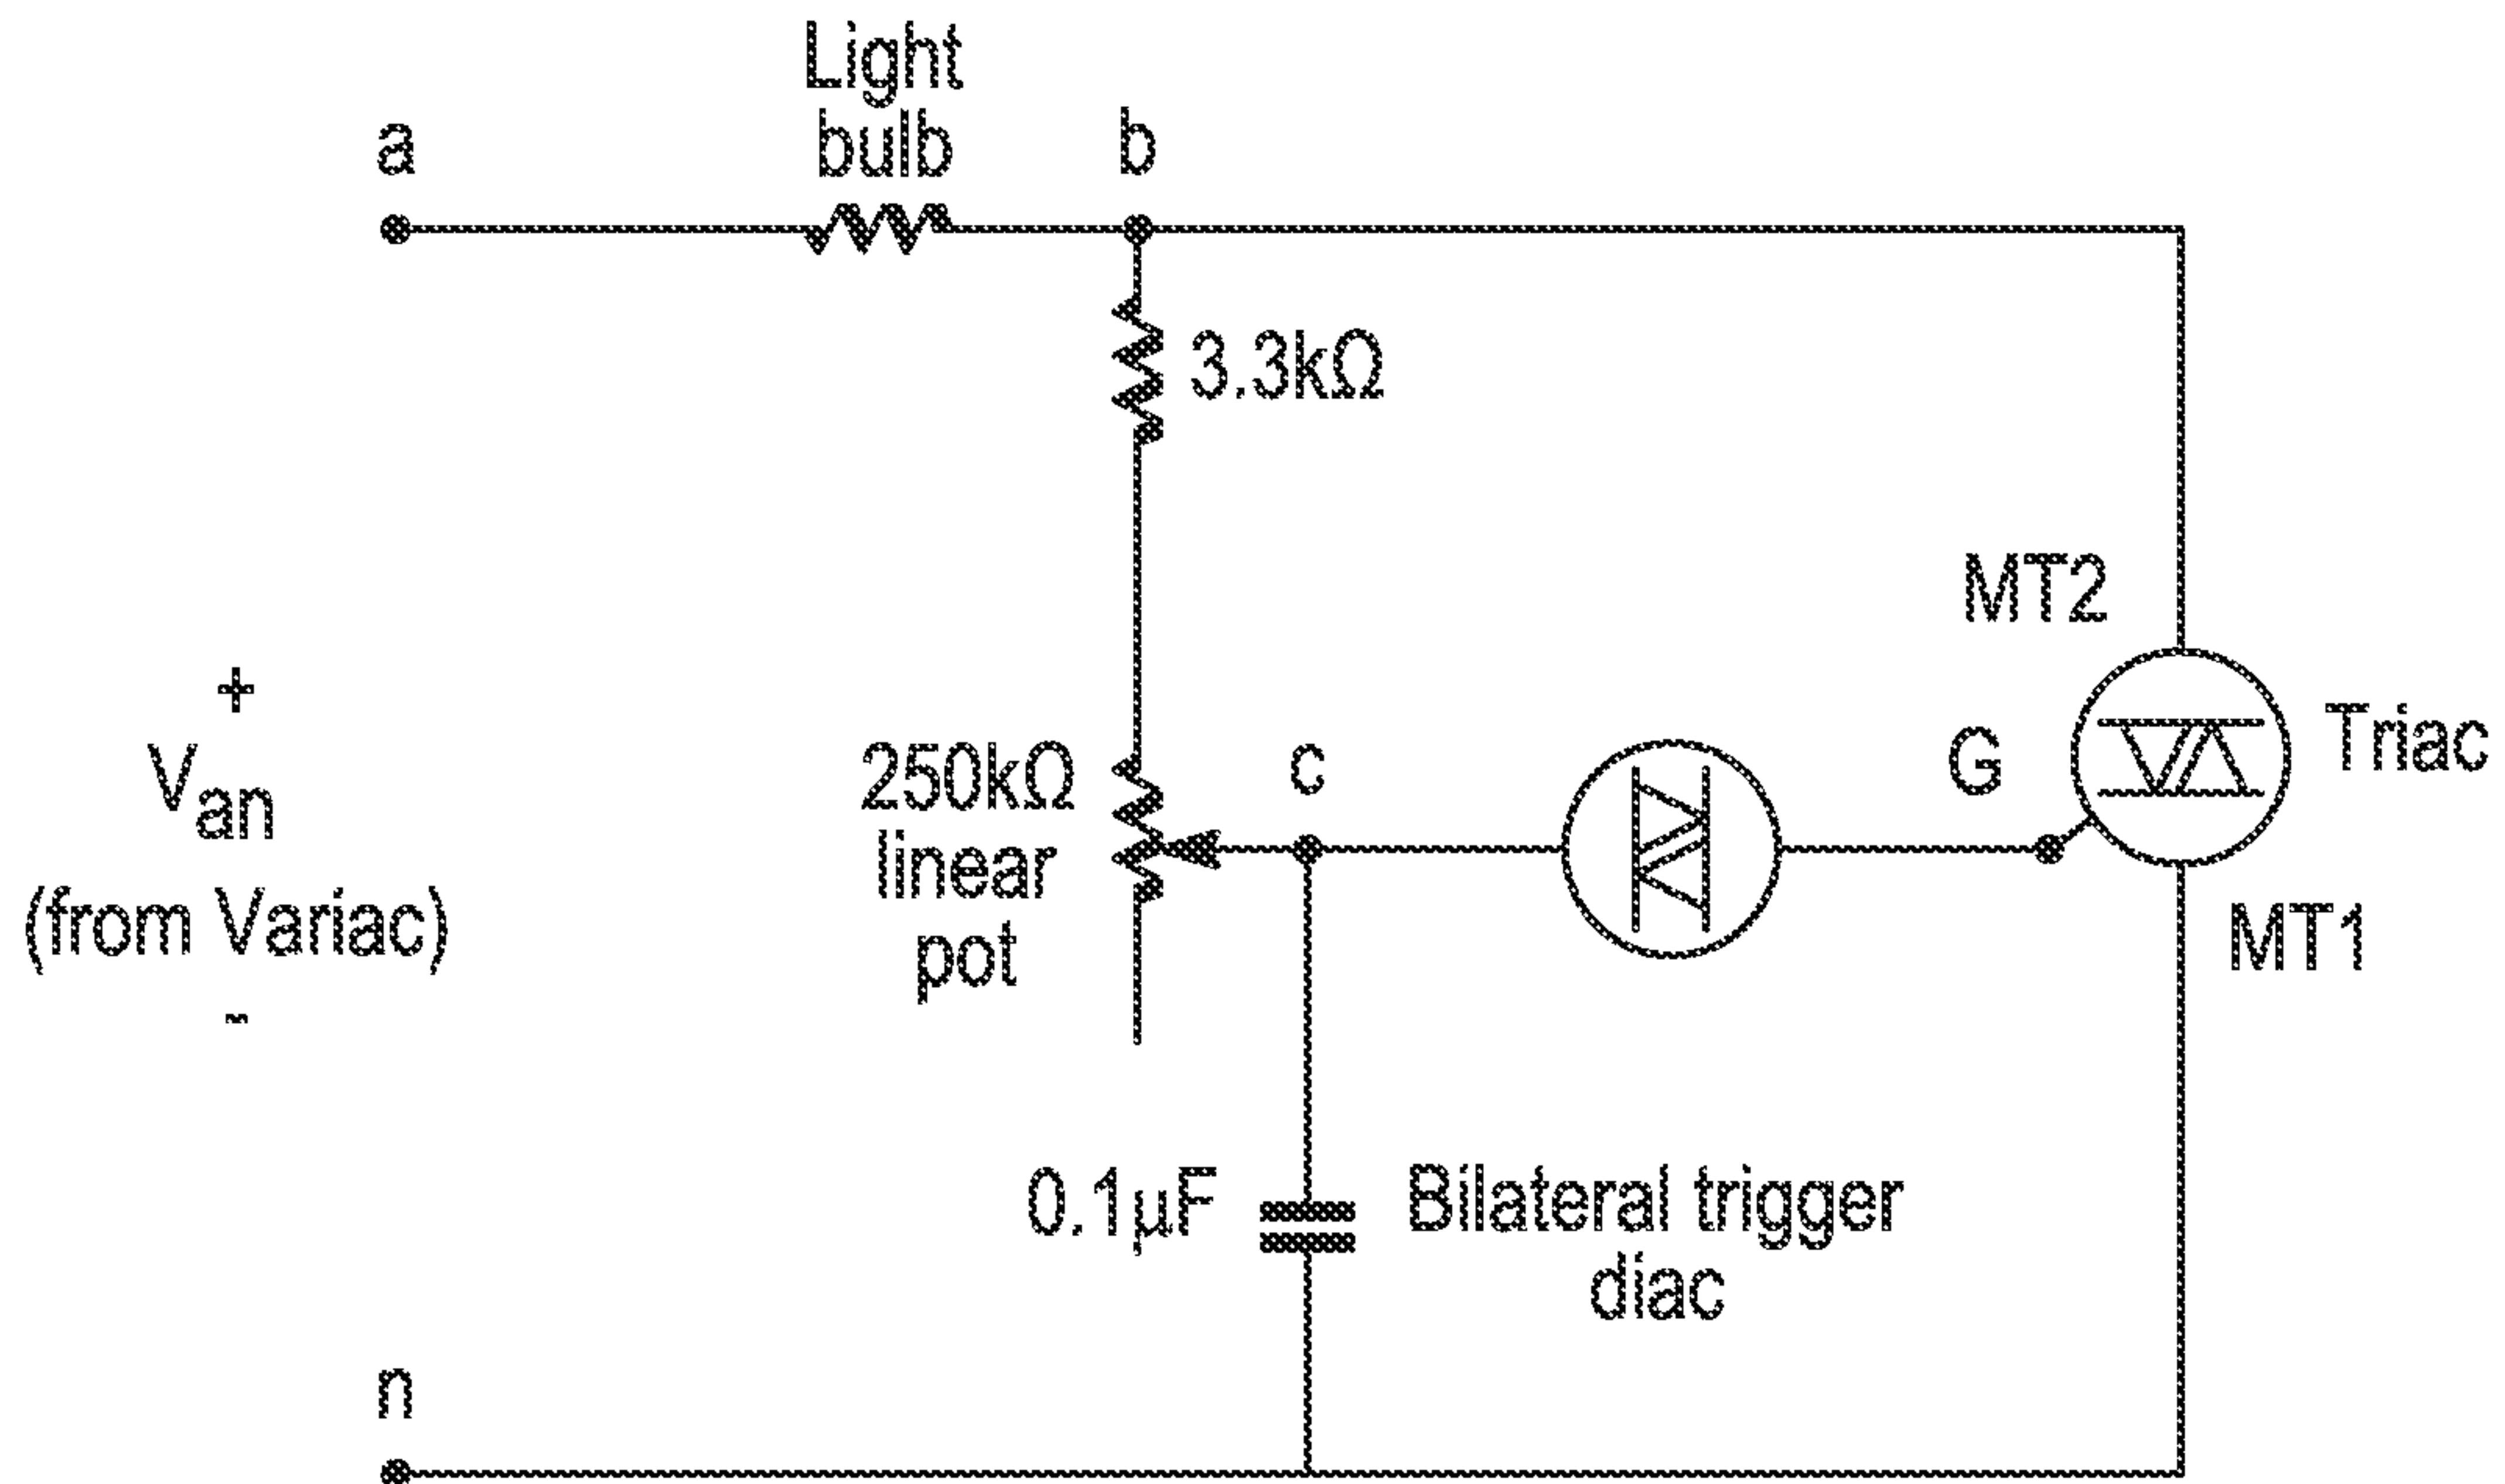 Light
bulb
a
b
3.3kΩ
MT2
+
V
an
(from Variac)
-
250kΩ
linear
pot
c
G
Triac
MT1
0.1µF
Bilateral trigger
diac
n